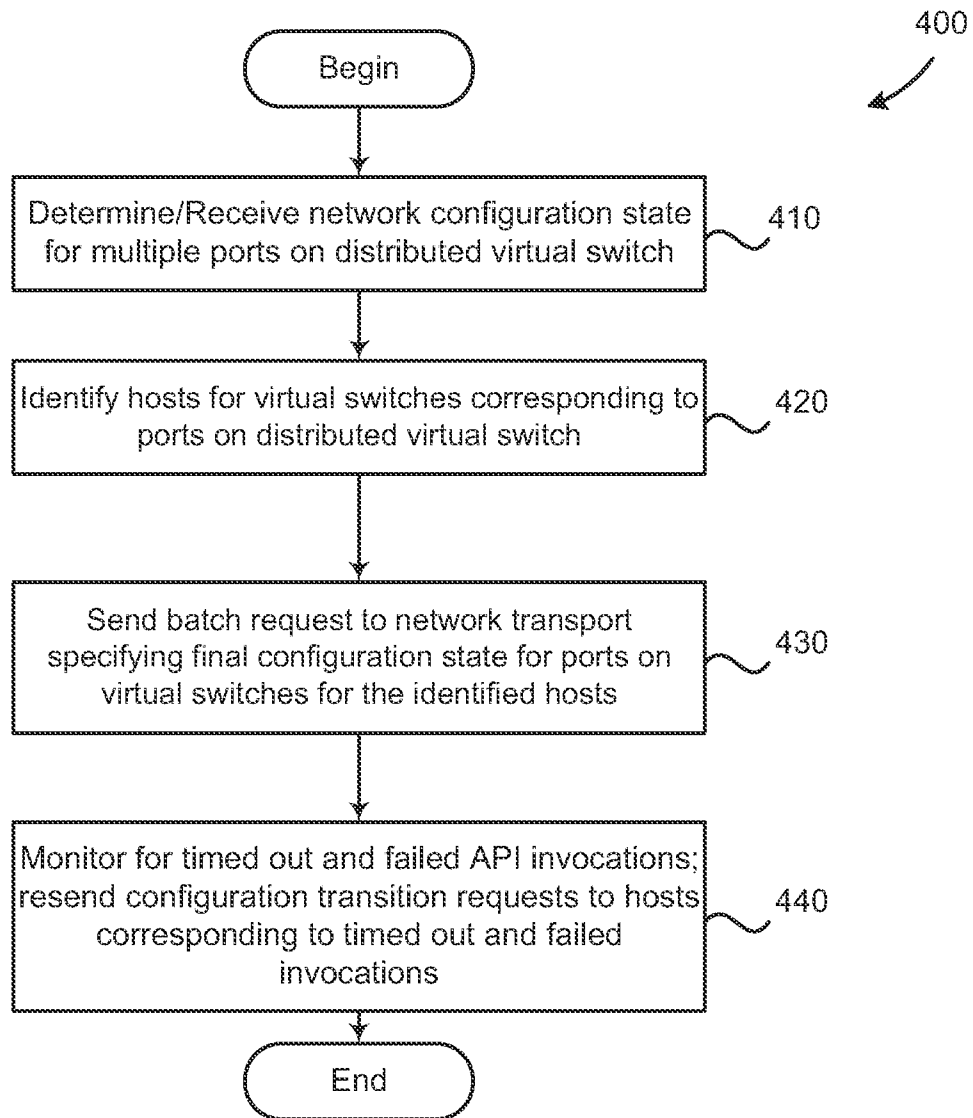 400
Begin
Determine/Receive network configuration state
for multiple ports on distributed virtual switch
410
Identify hosts for virtual switches corresponding to
ports on distributed virtual switch
420
Send batch request to network transport
specifying final configuration state for ports on
virtual switches for the identified hosts
430
Monitor for timed out and failed API invocations;
resend configuration transition requests to hosts
corresponding to timed out and failed
invocations
440
End